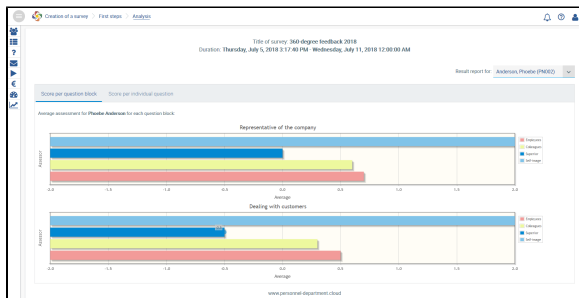 Creation of a survey / First steps / Analysis
Title of survey: 360-degree-feedback 2018
Duration: Thursday, July 5, 2018 3:17:40 PM - Wednesday, July 11, 2018 12:00:00 AM
Result report for: Anderson, Phoebe (PN002)
Score per question block Score per individual question
Average assessment for Phoebe Anderson for each question block
Representative of the company
Assessor
Employees
Colleagues
Superior
Self-image
-2.0 -1.5 -1.0 -0.5 0.0 0.5 1.0 1.5 2.0
Average
Dealing with customers
Assessor
Employees
Colleagues
Superior
Self-image
-2.0 -1.5 -1.0 -0.5 0.0 0.5 1.0 1.5 2.0
Average
www.personnel-department.cloud